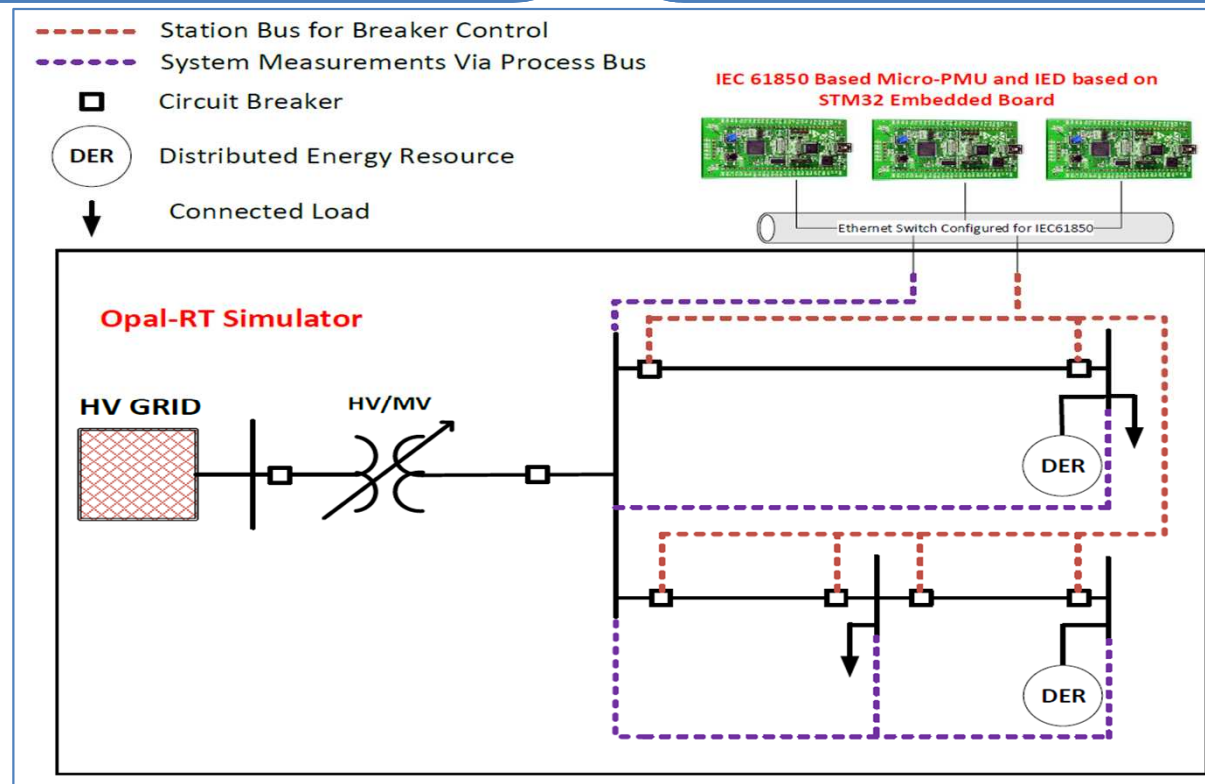 Station Bus for Breaker Control
System Measurements Via Process Bus
Circuit Breaker
DER
Distributed Energy Resource
Connected Load
IEC 61850 Based Micro-PMU and IED based on
STM32 Embedded Board
Ethernet Switch Configured for IEC61850
Opal-RT Simulator
HV GRID
HV/MV
DER
DER